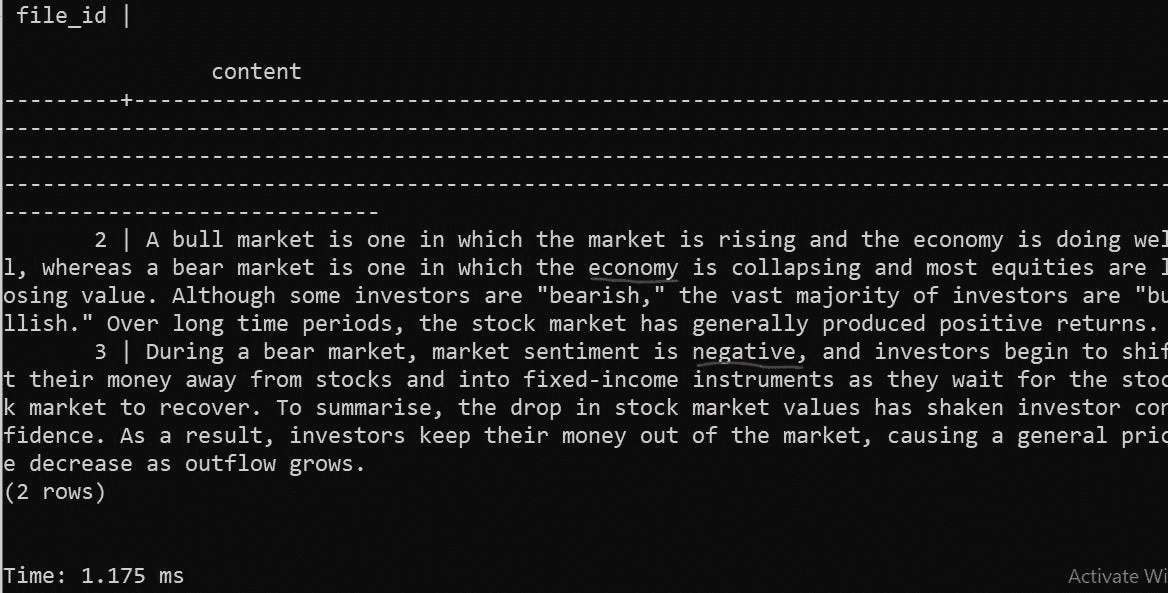 file_id |
content
---------+----------------------------------------------------------------------------------
-------------------------------------------------------------------------------------------
-------------------------------------------------------------------------------------------
-------------------------------------------------------------------------------------------
-----------------------------
2 | A bull market is one in which the market is rising and the economy is doing wel
l, whereas a bear market is one in which the economy is collapsing and most equities are l
osing value. Although some investors are "bearish," the vast majority of investors are "bu
llish." Over long time periods, the stock market has generally produced positive returns.
3 | During a bear market, market sentiment is negative, and investors begin to shif
t their money away from stocks and into fixed-income instruments as they wait for the stoc
k market to recover. To summarise, the drop in stock market values has shaken investor con
fidence. As a result, investors keep their money out of the market, causing a general pric
e decrease as outflow grows.
(2 rows)
Time: 1.175 ms
Activate Wi